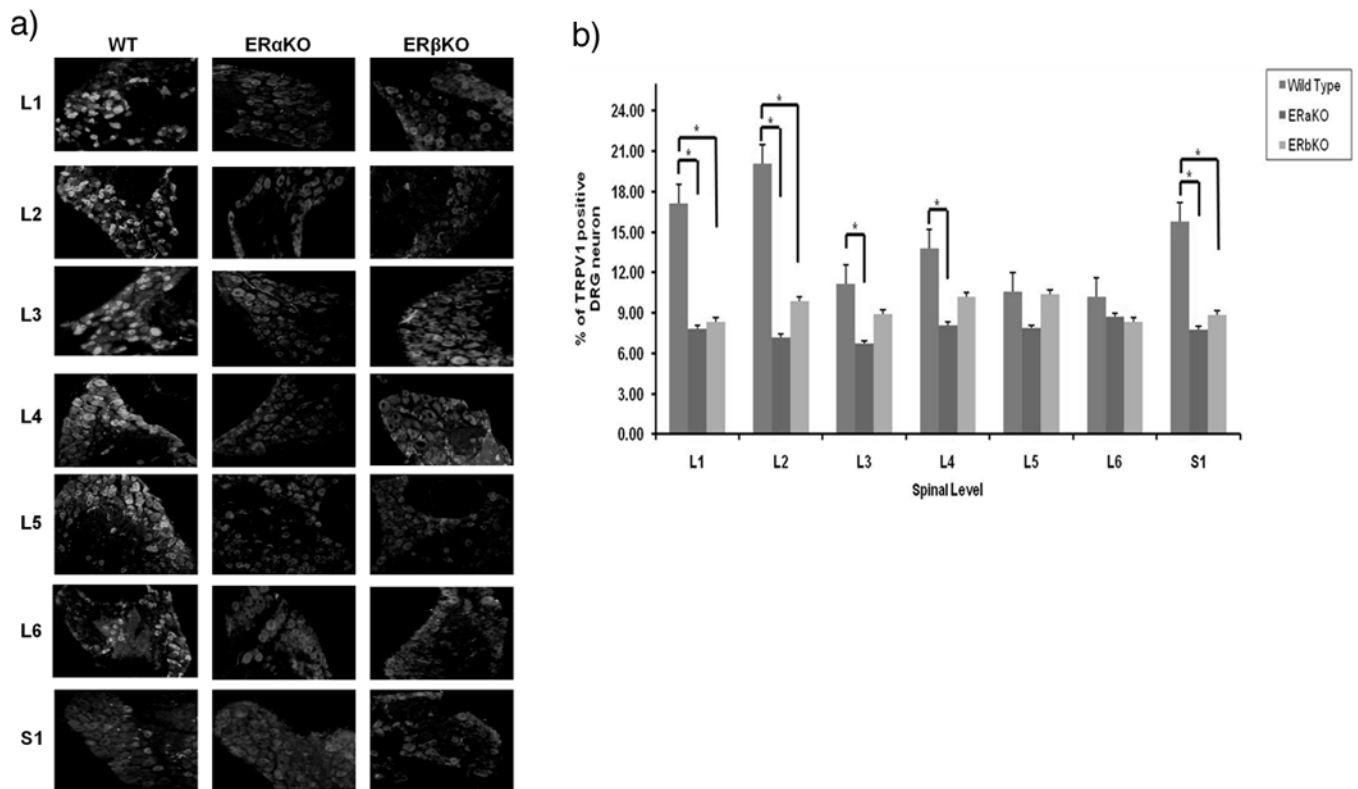 a)
WT ERαKO ERβKO
L1
L2
L3
L4
L5
L6
S1
b)
Wild Type
ERaKO
ERbKO
% of TRPV1 positive
DRG neuron
24.00
21.00
18.00
15.00
12.00
9.00
6.00
3.00
0.00
* * * * * * * *
L1 L2 L3 L4 L5 L6 S1
Spinal Level